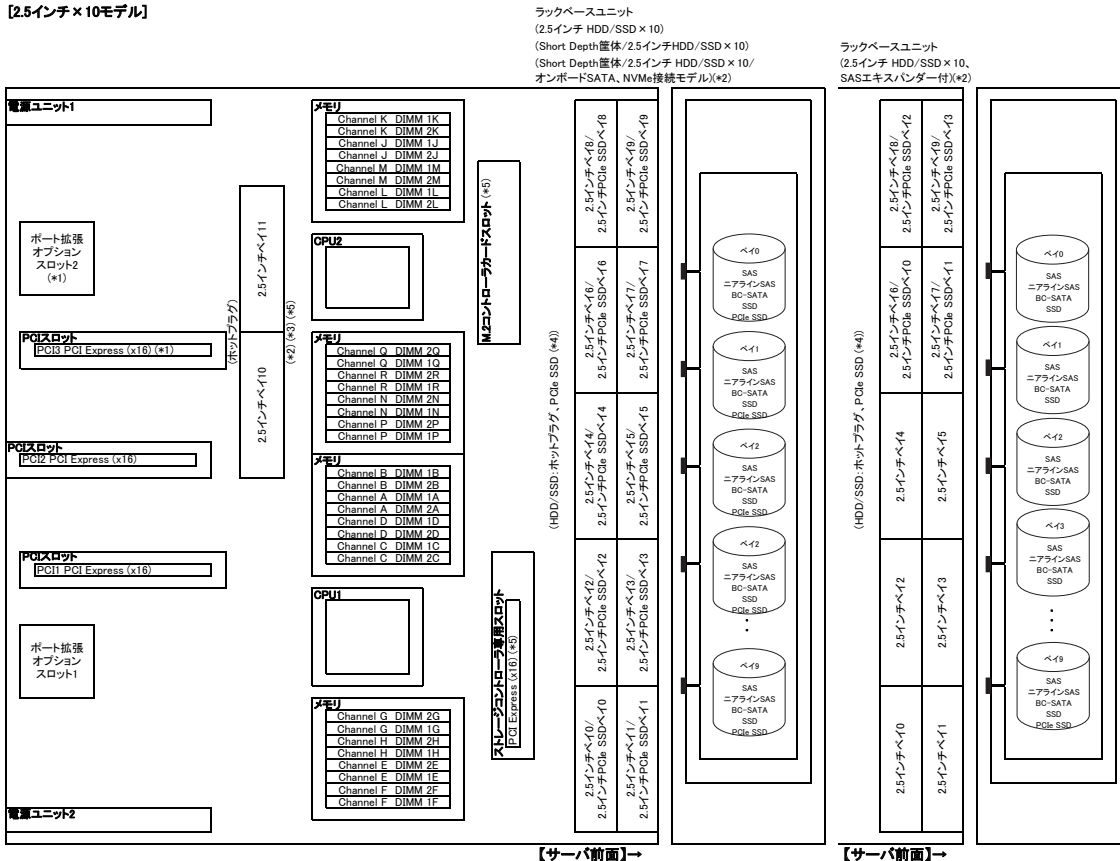 [2.5インチ×10モデル]
ラックベースユニット
(2.5インチ HDD/SSD×10)
(Short Depth筐体/2.5インチHDD/SSD×10)
(Short Depth筐体/2.5インチ HDD/SSD×10/
オンボードSATA、NVMe接続モデル)(*2)
ラックベースユニット
(2.5インチ HDD/SSD×10、
SASエキスパンダー付)(*2)
電源ユニット1
ポート拡張
オプション
スロット2
(*1)
PCIスロット
PCI3 PCI Express (x16) (*1)
PCIスロット
PCI2 PCI Express (x16)
PCIスロット
PCI1 PCI Express (x16)
ポート拡張
オプション
スロット1
電源ユニット2
(ホットプラグ)
2.5インチベイ11
2.5インチベイ10
(*2) (*3) (*5)
メモリ
Channel K DIMM 1K
Channel K DIMM 2K
Channel J DIMM 1J
Channel J DIMM 2J
Channel M DIMM 1M
Channel M DIMM 2M
Channel L DIMM 1L
Channel L DIMM 2L
CPU2
メモリ
Channel Q DIMM 2Q
Channel Q DIMM 1Q
Channel R DIMM 2R
Channel R DIMM 1R
Channel N DIMM 2N
Channel N DIMM 1N
Channel P DIMM 2P
Channel P DIMM 1P
メモリ
Channel B DIMM 1B
Channel B DIMM 2B
Channel A DIMM 1A
Channel A DIMM 2A
Channel D DIMM 1D
Channel D DIMM 2D
Channel C DIMM 1C
Channel C DIMM 2C
CPU1
メモリ
Channel G DIMM 2G
Channel G DIMM 1G
Channel H DIMM 2H
Channel H DIMM 1H
Channel E DIMM 2E
Channel E DIMM 1E
Channel F DIMM 2F
Channel F DIMM 1F
M.2コントローラカードスロット (*5)
ストレージコントローラ専用スロット
PCI Express (x16) (*5)
(HDD/SSD:ホットプラグ、PCIe SSD (*4))
2.5インチベイ8/
2.5インチPCIe SSDベイ8
2.5インチベイ9/
2.5インチPCIe SSDベイ9
2.5インチベイ6/
2.5インチPCIe SSDベイ6
2.5インチベイ7/
2.5インチPCIe SSDベイ7
2.5インチベイ4/
2.5インチPCIe SSDベイ4
2.5インチベイ5/
2.5インチPCIe SSDベイ5
2.5インチベイ2/
2.5インチPCIe SSDベイ2
2.5インチベイ3/
2.5インチPCIe SSDベイ3
2.5インチベイ0/
2.5インチPCIe SSDベイ0
2.5インチベイ1/
2.5インチPCIe SSDベイ1
【サーバ前面】→
ベイ0
SAS
ニアラインSAS
BC-SATA
SSD
PCIe SSD
ベイ1
SAS
ニアラインSAS
BC-SATA
SSD
PCIe SSD
ベイ2
SAS
ニアラインSAS
BC-SATA
SSD
PCIe SSD
ベイ2
SAS
ニアラインSAS
BC-SATA
SSD
PCIe SSD
ベイ9
SAS
ニアラインSAS
BC-SATA
SSD
PCIe SSD
(HDD/SSD:ホットプラグ、PCIe SSD (*4))
2.5インチベイ8/
2.5インチPCIe SSDベイ2
2.5インチベイ9/
2.5インチPCIe SSDベイ3
2.5インチベイ6/
2.5インチPCIe SSDベイ0
2.5インチベイ7/
2.5インチPCIe SSDベイ1
2.5インチベイ4
2.5インチベイ5
2.5インチベイ2
2.5インチベイ3
2.5インチベイ0
2.5インチベイ1
【サーバ前面】→
ベイ0
SAS
ニアラインSAS
BC-SATA
SSD
ベイ1
SAS
ニアラインSAS
BC-SATA
SSD
ベイ2
SAS
ニアラインSAS
BC-SATA
SSD
ベイ3
SAS
ニアラインSAS
BC-SATA
SSD
ベイ9
SAS
ニアラインSAS
BC-SATA
SSD
PCIe SSD